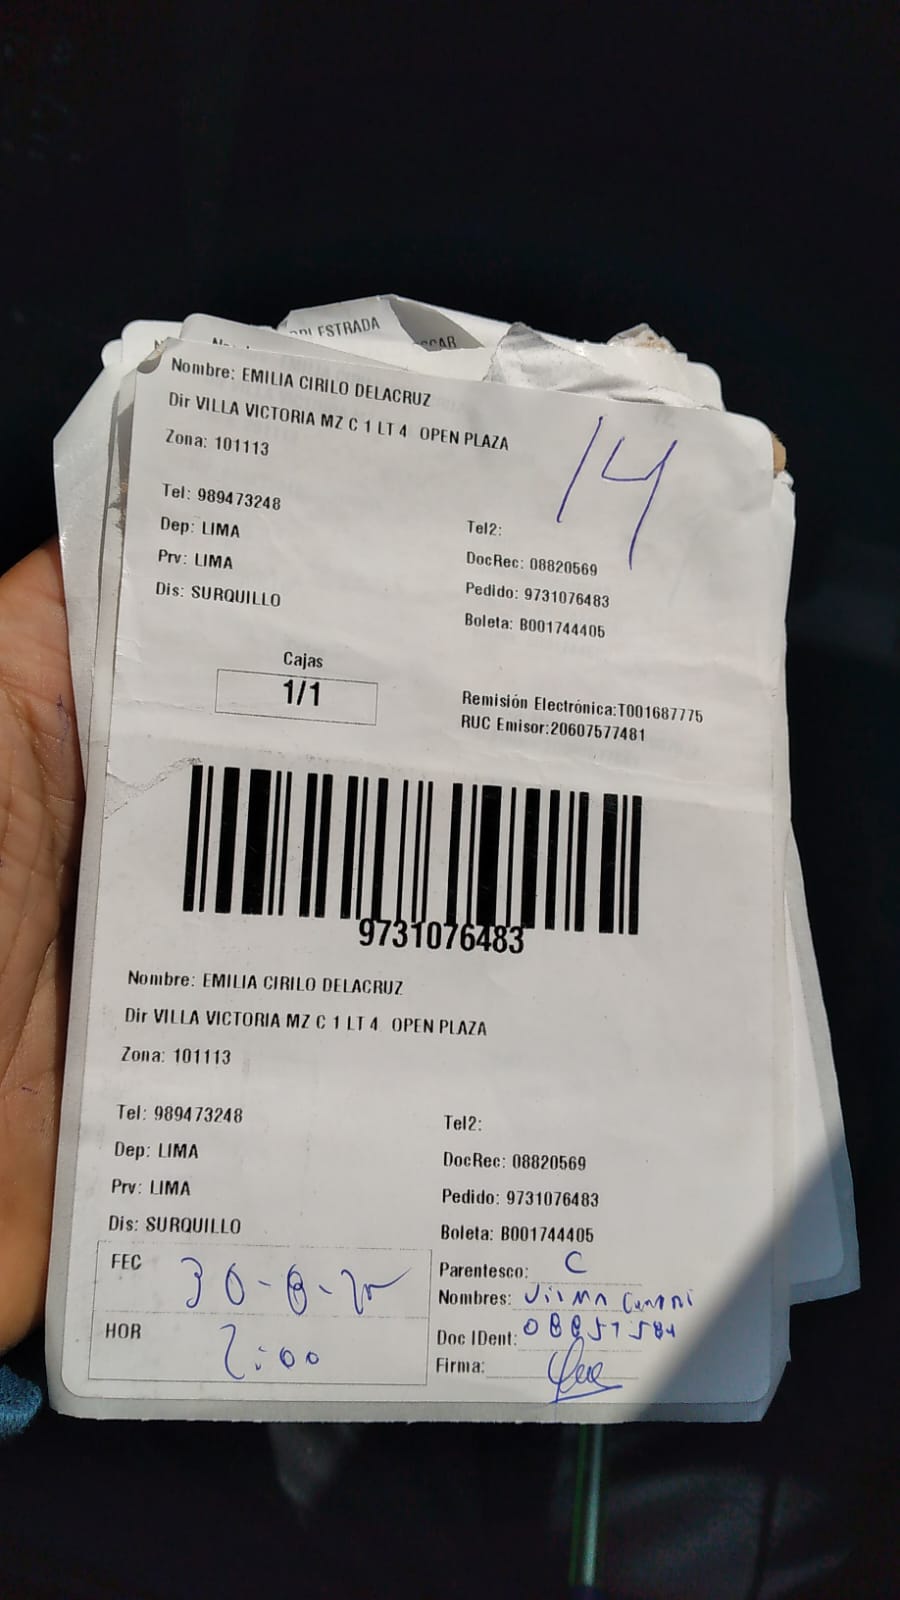 ESTRADA
Nombre: EMILIA CIRILO DELACRUZ
Dir VILLA VICTORIA MZ C 1 LT 4 OPEN PLAZA
14
Zona: 101113
Tel: 989473248
Tel2:
Dep: LIMA
DocRec: 08820569
Prv: LIMA
Pedido: 9731076483
Dis: SURQUILLO
Boleta: B001744405
Cajas
1/1
Remisión Electrónica:T001687775
RUC Emisor:20607577481
9731076483
Nombre: EMILIA CIRILO DELACRUZ
Dir VILLA VICTORIA MZ C 1 LT 4 OPEN PLAZA
Zona: 101113
Tel: 989473248
Tel2:
Dep: LIMA
DocRec: 08820569
Prv: LIMA
Pedido: 9731076483
Dis: SURQUILLO
Boleta: B001744405
FEC
Parentesco: C
Nombres: Vilma
HOR 2:00
Doc IDent:
Firma: